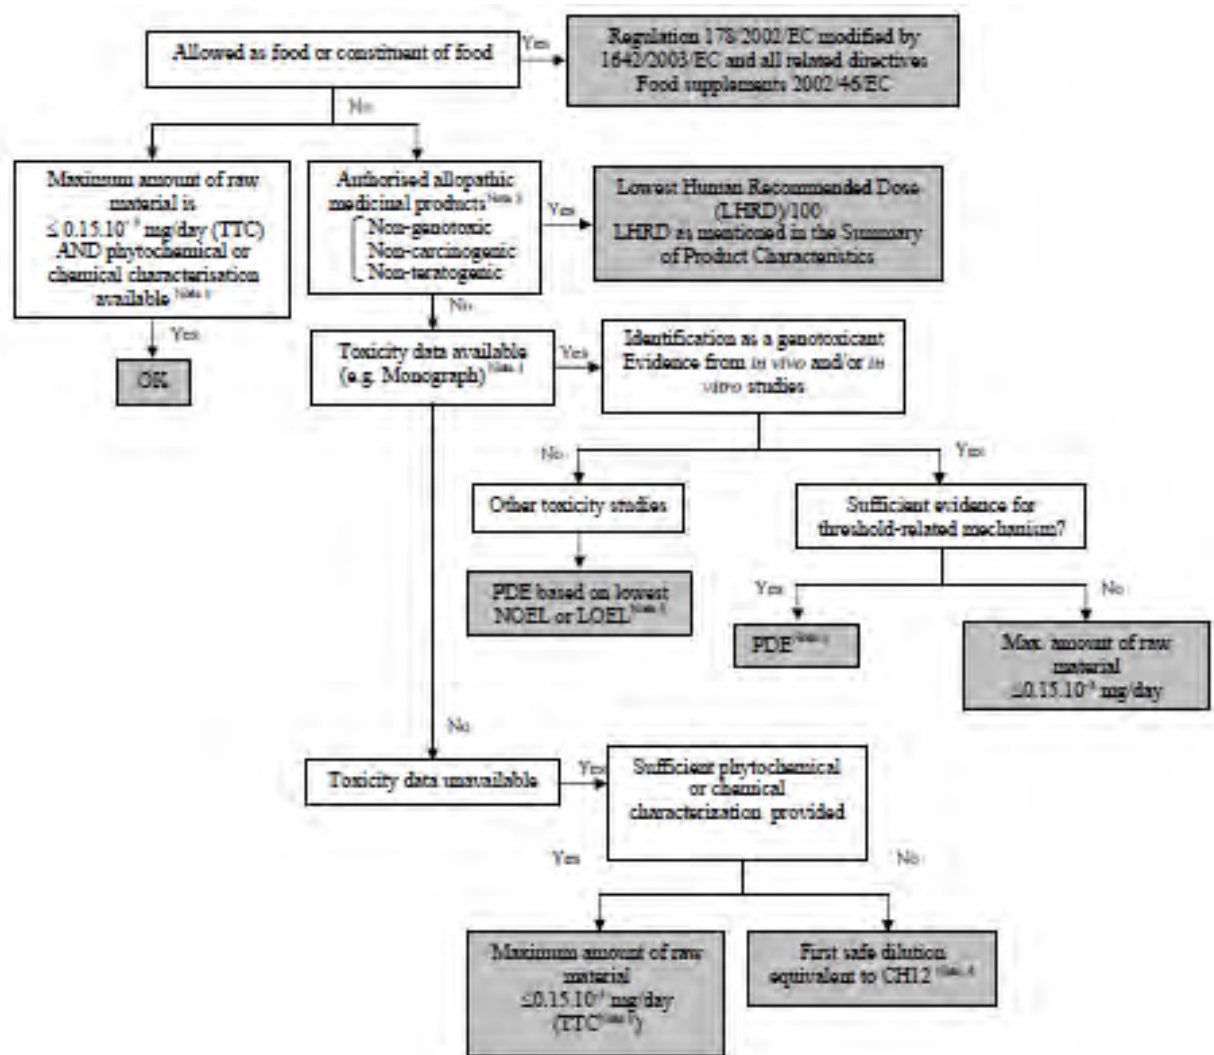 Allowed as food or constituent of food
Yes
Regulation 178/2002/EC modified by
1642/2003/EC and all related directives
Food supplements 2002/46/EC
No
Maximum amount of raw
material is
≤ 0.15.10⁻³ mg/day (TTC)
AND phytochemical or
chemical characterisation
available
Yes
OK
Authorised allopathic
medicinal products
Non-genotoxic
Non-carcinogenic
Non-teratogenic
Yes
Lowest Human Recommended Dose
(LHRD)/100
LHRD as mentioned in the Summary
of Product Characteristics
No
Toxicity data available
(e.g. Monograph)
Yes
Identification as a genotoxicant
Evidence from in vivo and/or in
vitro studies
No
Yes
Other toxicity studies
Sufficient evidence for
threshold-related mechanism?
PDE based on lowest
NOEL or LOEL
Yes
No
PDE
Max. amount of raw
material
≤0.15.10⁻³ mg/day
No
Toxicity data unavailable
Yes
Sufficient phytochemical
or chemical
characterization provided
Yes
No
Maximum amount of raw
material
≤0.15.10⁻³ mg/day
(TTC)
First safe dilution
equivalent to CH12